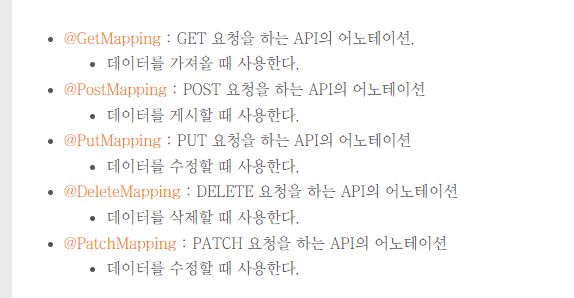 @GetMapping : GET 요청을 하는 API의 어노테이션.
데이터를 가져올 때 사용한다.
@PostMapping : POST 요청을 하는 API의 어노테이션
데이터를 게시할 때 사용한다.
@PutMapping : PUT 요청을 하는 API의 어노테이션
데이터를 수정할 때 사용한다.
@DeleteMapping : DELETE 요청을 하는 API의 어노테이션
데이터를 삭제할 때 사용한다.
@PatchMapping : PATCH 요청을 하는 API의 어노테이션
데이터를 수정할 때 사용한다.